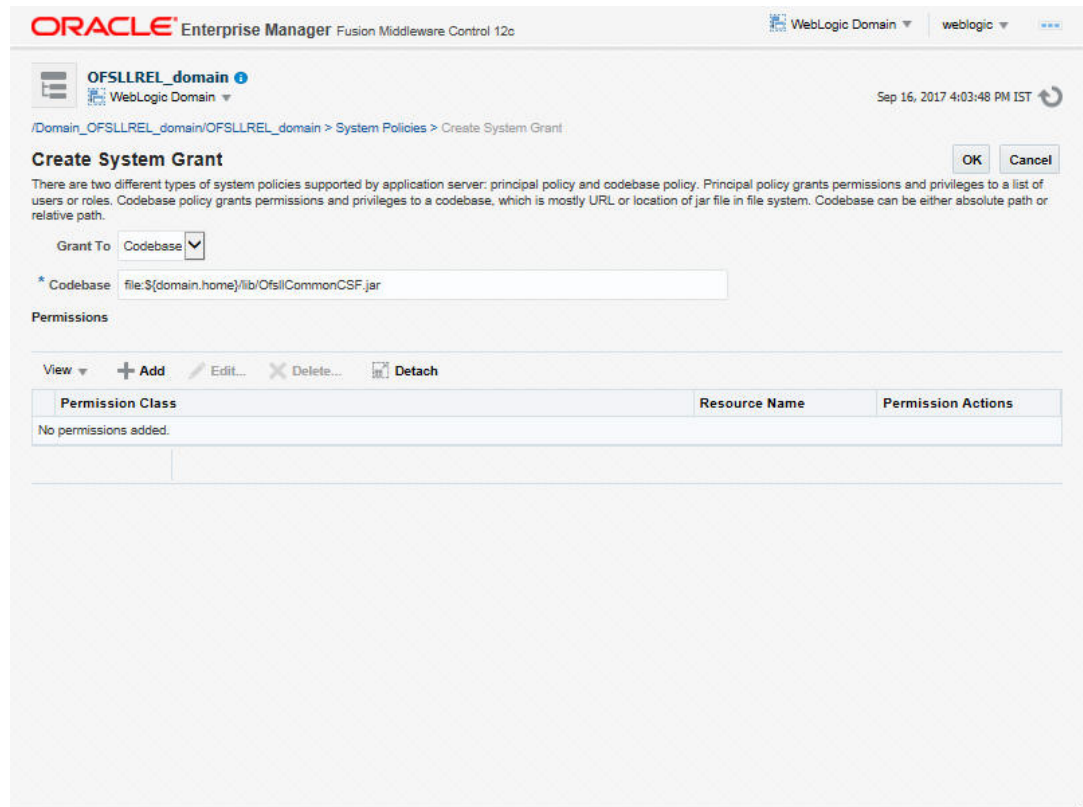 ORACLE Enterprise Manager Fusion Middleware Control 12c
WebLogic Domain
weblogic
OFSLLREL_domain
WebLogic Domain
Sep 16, 2017 4:03:48 PM IST
/Domain_OFSLLREL_domain/OFSLLREL_domain > System Policies > Create System Grant
Create System Grant
OK
Cancel
There are two different types of system policies supported by application server: principal policy and codebase policy. Principal policy grants permissions and privileges to a list of
users or roles. Codebase policy grants permissions and privileges to a codebase, which is mostly URL or location of jar file in file system. Codebase can be either absolute path or
relative path.
Grant To Codebase
* Codebase file:${domain.home}/lib/OfsllCommonCSF.jar
Permissions
View Add Edit... Delete... Detach
Permission Class Resource Name Permission Actions
No permissions added.